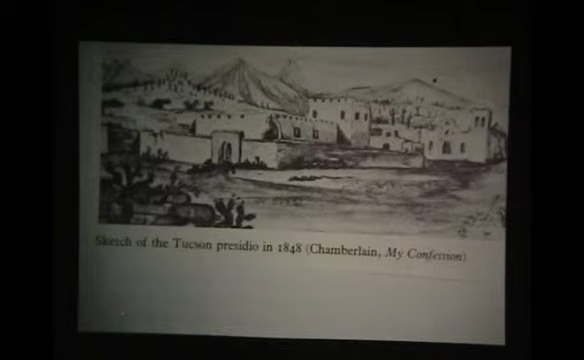 Sketch of the Tucson presidio in 1848 (Chamberlain, My Confession)